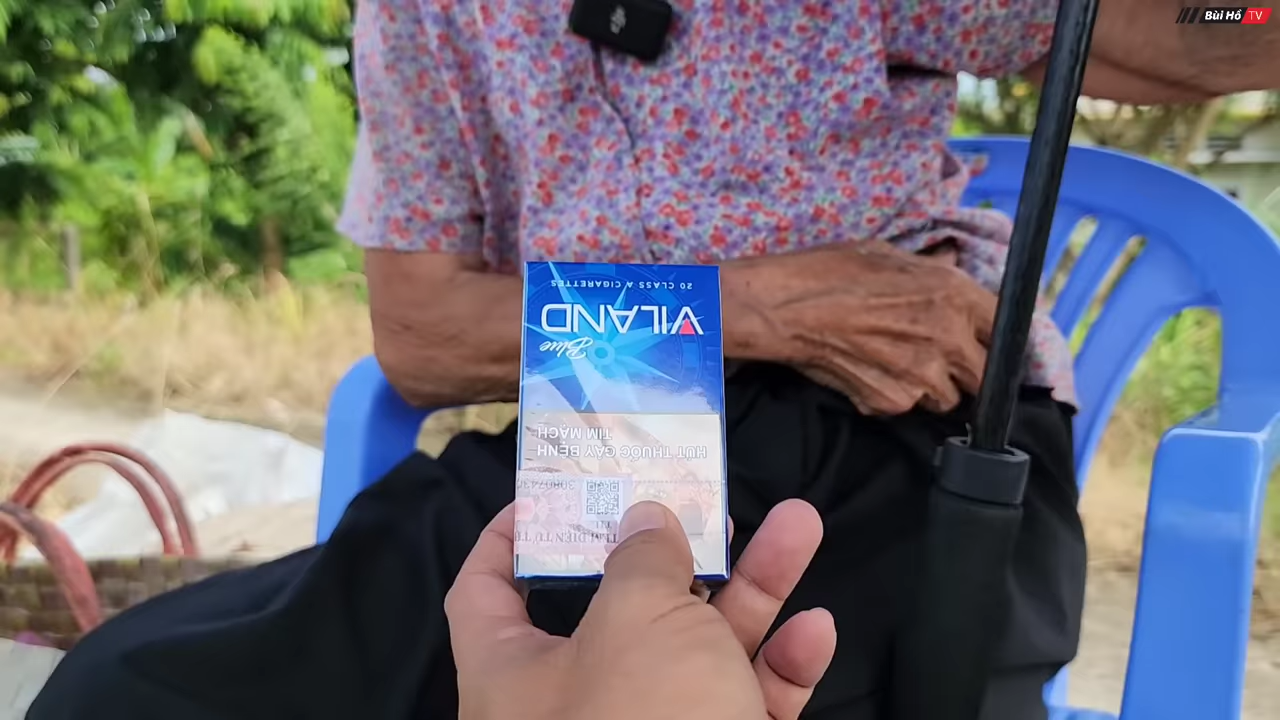 Bùi Hồ TV
20 CLASS A CIGARETTES
VILAND
Blue
HÚT THUỐC GÂY BỆNH
TIM MẠCH